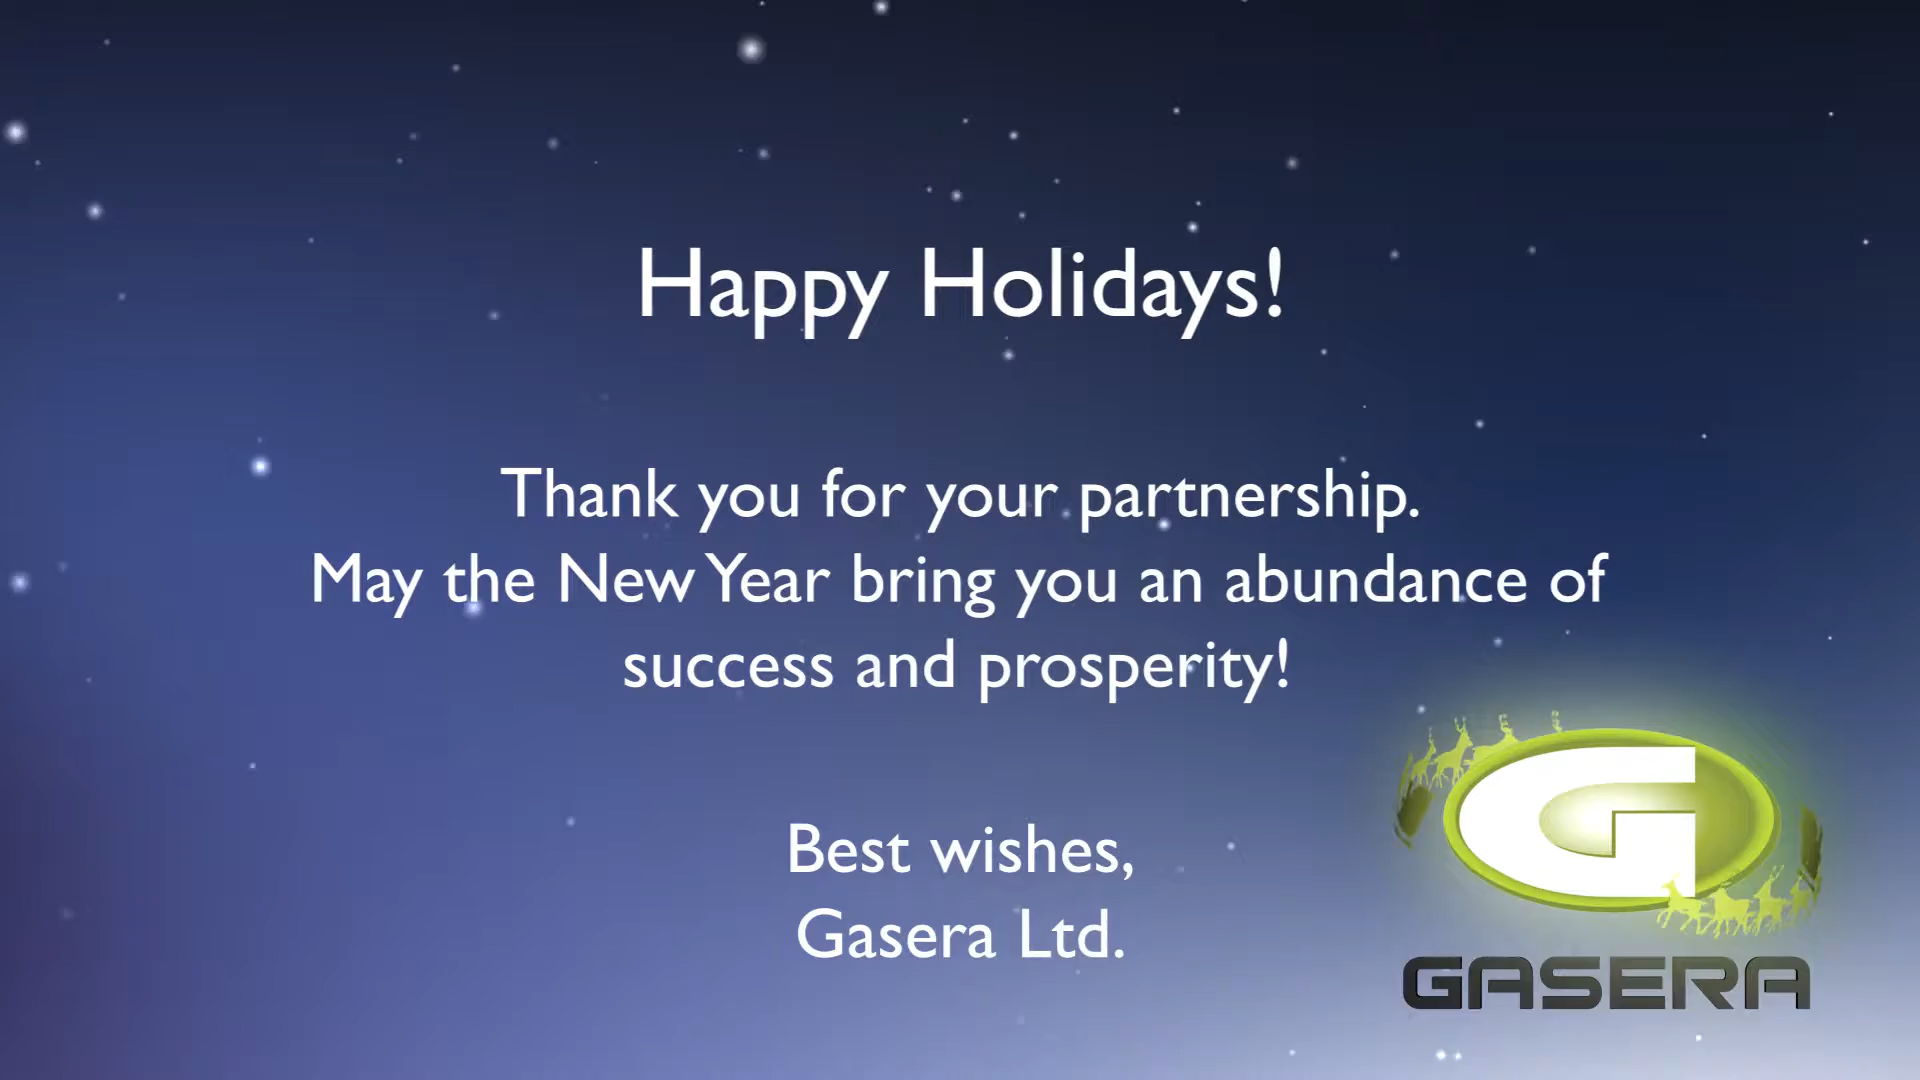 Happy Holidays!
Thank you for your partnership.
May the New Year bring you an abundance of
success and prosperity!
Best wishes,
Gasera Ltd.
G
GASERA